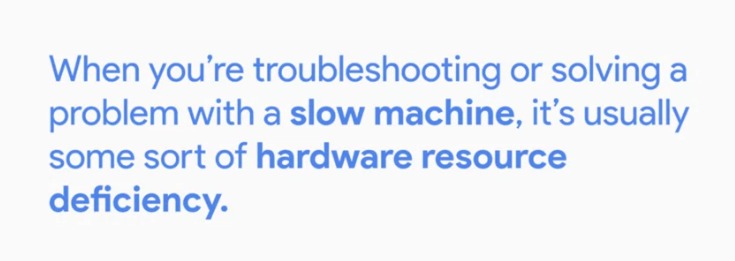 When you’re troubleshooting or solving a
problem with a slow machine, it’s usually
some sort of hardware resource
deficiency.